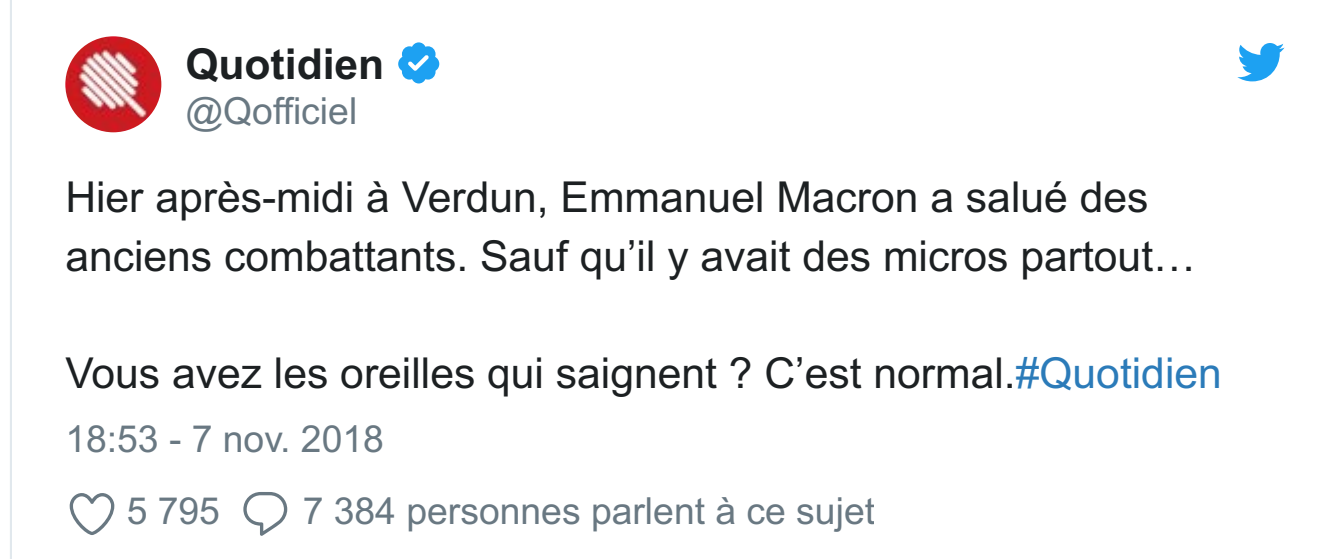 Quotidien
@Qofficiel
Hier après-midi à Verdun, Emmanuel Macron a salué des
anciens combattants. Sauf qu’il y avait des micros partout…
Vous avez les oreilles qui saignent ? C’est normal.#Quotidien
18:53 - 7 nov. 2018
5 795 7 384 personnes parlent à ce sujet